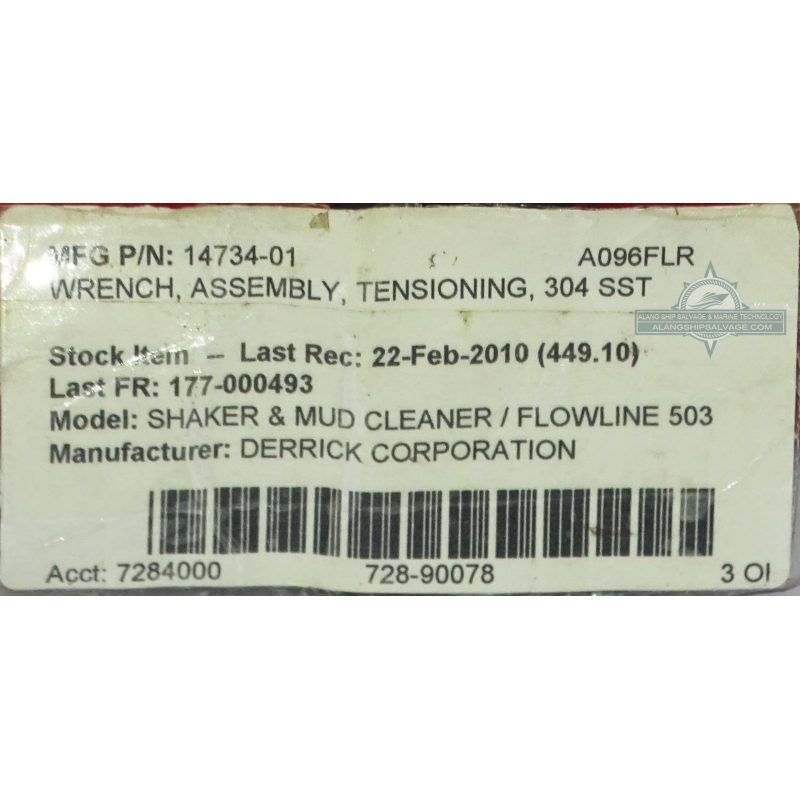 MFG P/N: 14734-01 A096FLR
WRENCH, ASSEMBLY, TENSIONING, 304 SST
ALANG SHIP SALVAGE & MARINE TECHNOLOGY
ALANGSHIPSALVAGE.COM
Stock Item – Last Rec: 22-Feb-2010 (449.10)
Last FR: 177-000493
Model: SHAKER & MUD CLEANER / FLOWLINE 503
Manufacturer: DERRICK CORPORATION
Acct: 7284000 728-90078 3 OI